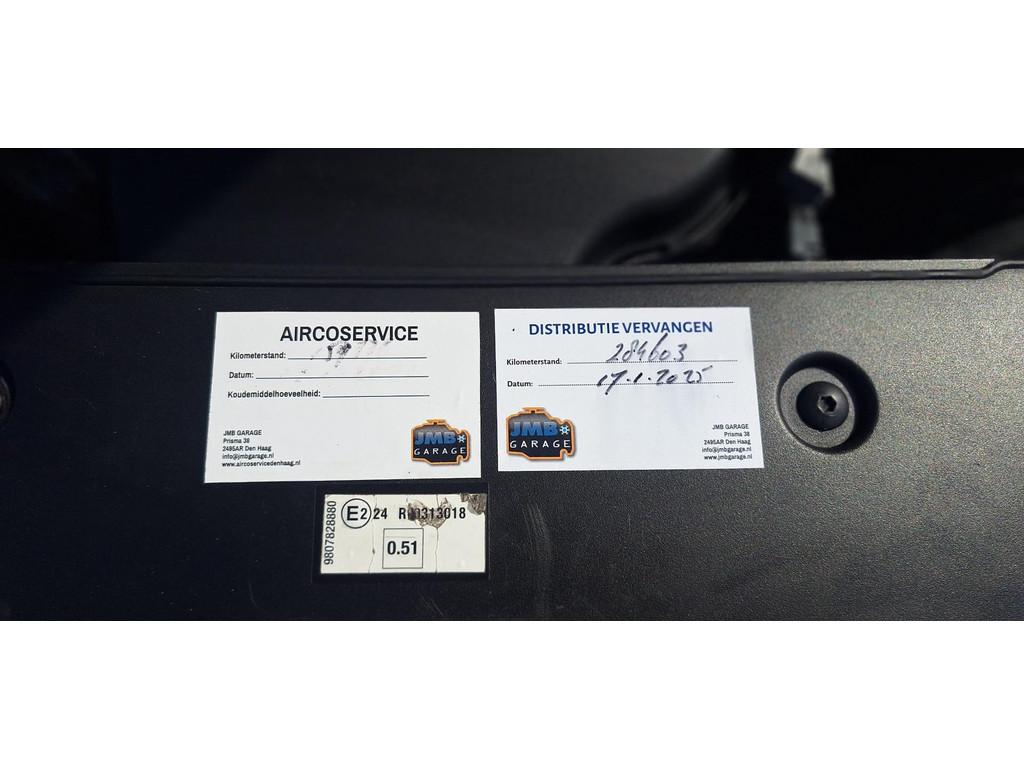 AIRCOSERVICE
Kilometerstand:
Datum:
Koudemiddelhoeveelheid:
JMB GARAGE
Prisma 38
2495AR Den Haag
info@jmbgarage.nl
www.aircoservicedenhaag.nl
JMB
GARAGE
DISTRIBUTIE VERVANGEN
Kilometerstand: 284603
Datum: 17.1.2025
JMB
GARAGE
JMB GARAGE
Prisma 38
2495AR Den Haag
info@jmbgarage.nl
www.jmbgarage.nl
9807828880
E2 24
0.51